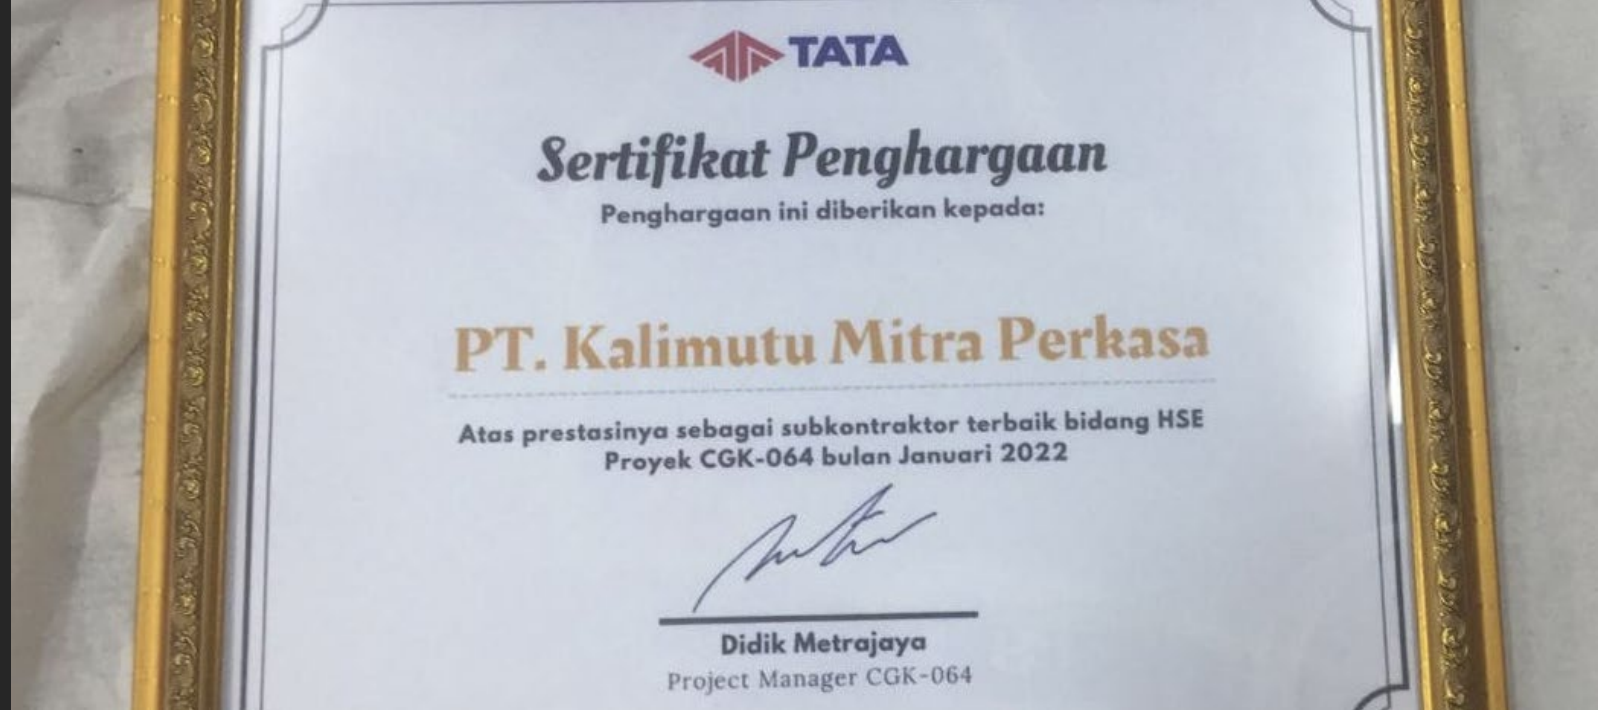 TATA
Sertifikat Penghargaan
Penghargaan ini diberikan kepada:
PT. Kalimutu Mitra Perkasa
Atas prestasinya sebagai subkontraktor terbaik bidang HSE
Proyek CGK-064 bulan Januari 2022
Didik Metrajaya
Project Manager CGK-064